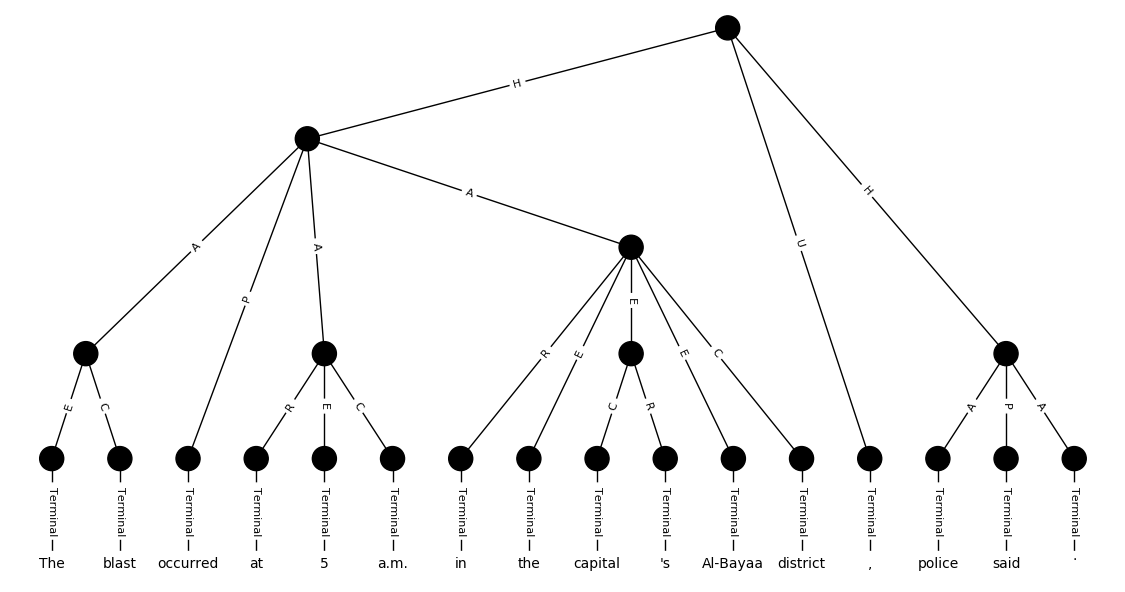 H
A
H
A
P
A
U
E
R
E
E
C
E
C
R
E
C
C
R
A
P
A
Terminal Terminal Terminal Terminal Terminal Terminal Terminal Terminal Terminal Terminal Terminal Terminal Terminal Terminal Terminal Terminal
The blast occurred at 5 a.m. in the capital 's Al-Bayaa district , police said .